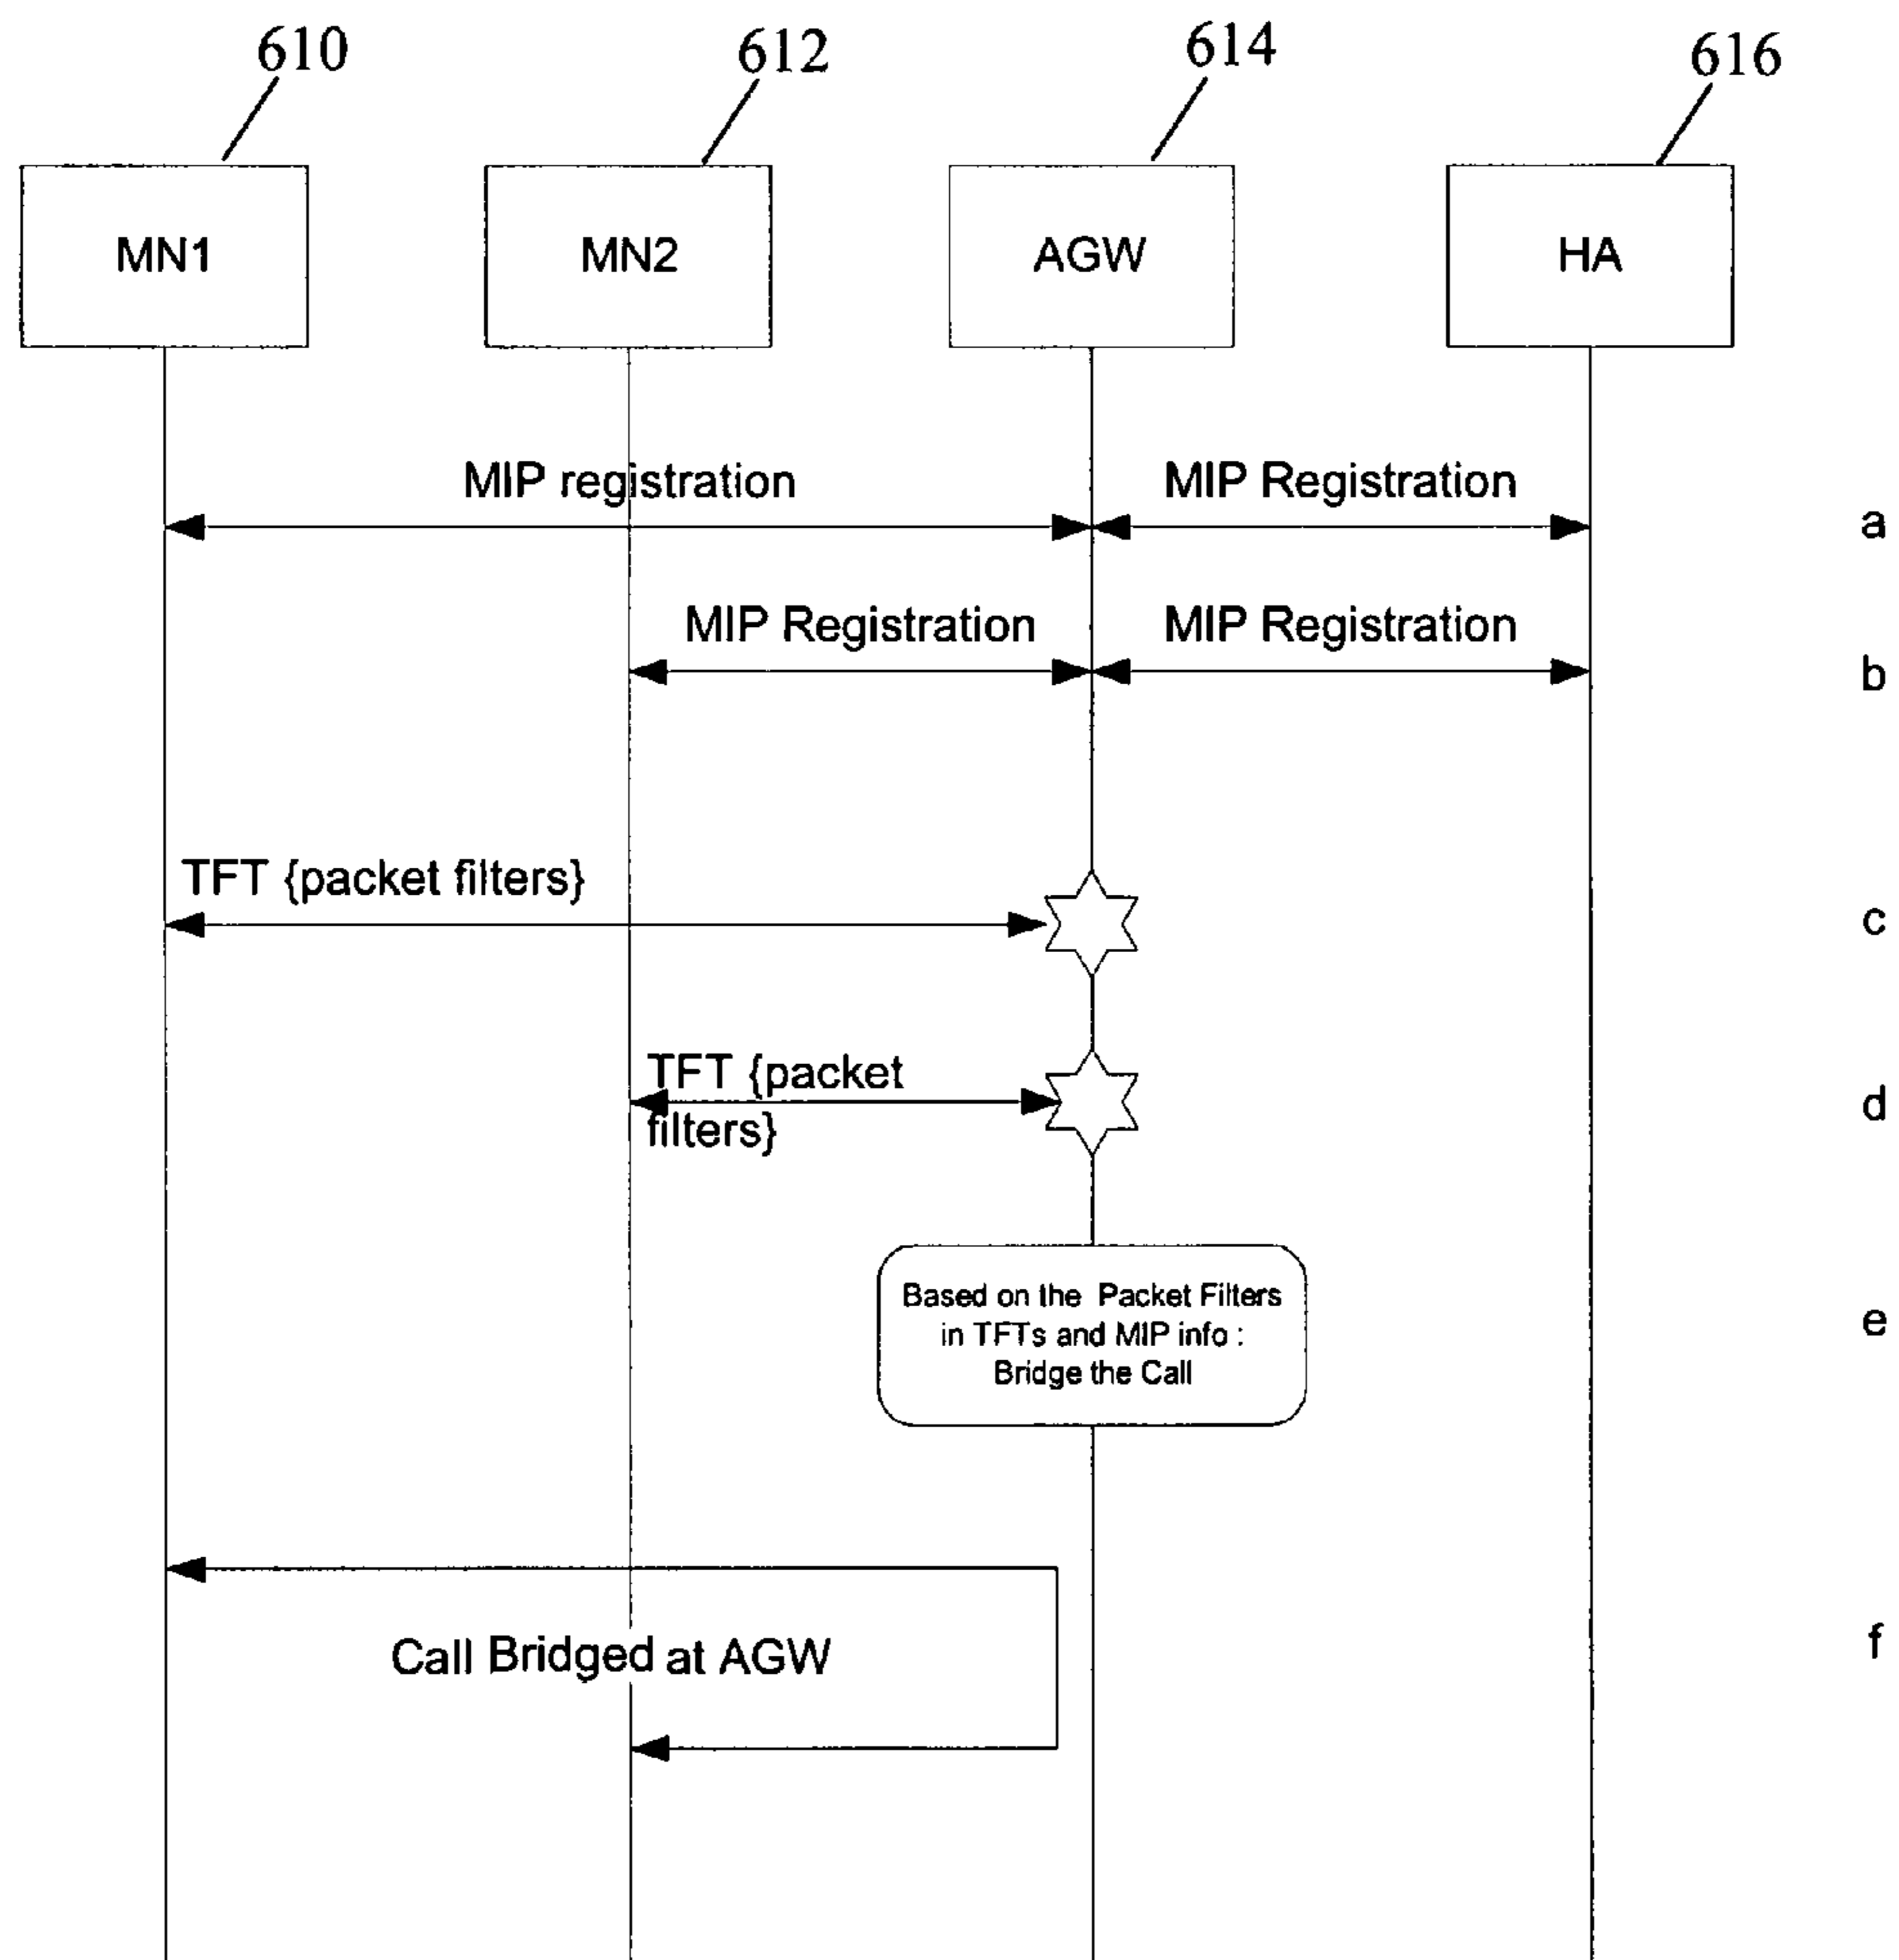 610
612
614
616
MN1
MN2
AGW
HA
MIP registration
MIP Registration
a
MIP Registration
MIP Registration
b
TFT {packet filters}
c
TFT {packet
filters}
d
Based on the Packet Filters
in TFTs and MIP info :
Bridge the Call
e
Call Bridged at AGW
f